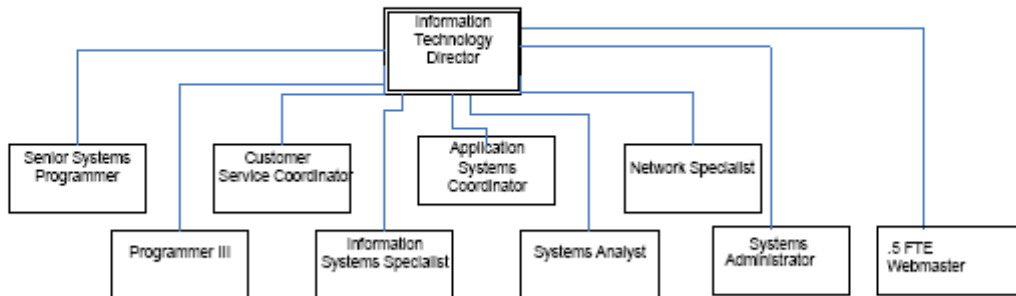 Information
Technology
Director
Senior Systems
Programmer
Customer
Service Coordinator
Application
Systems
Coordinator
Network Specialist
Programmer III
Information
Systems Specialist
Systems Analyst
Systems
Administrator
.5 FTE
Webmaster